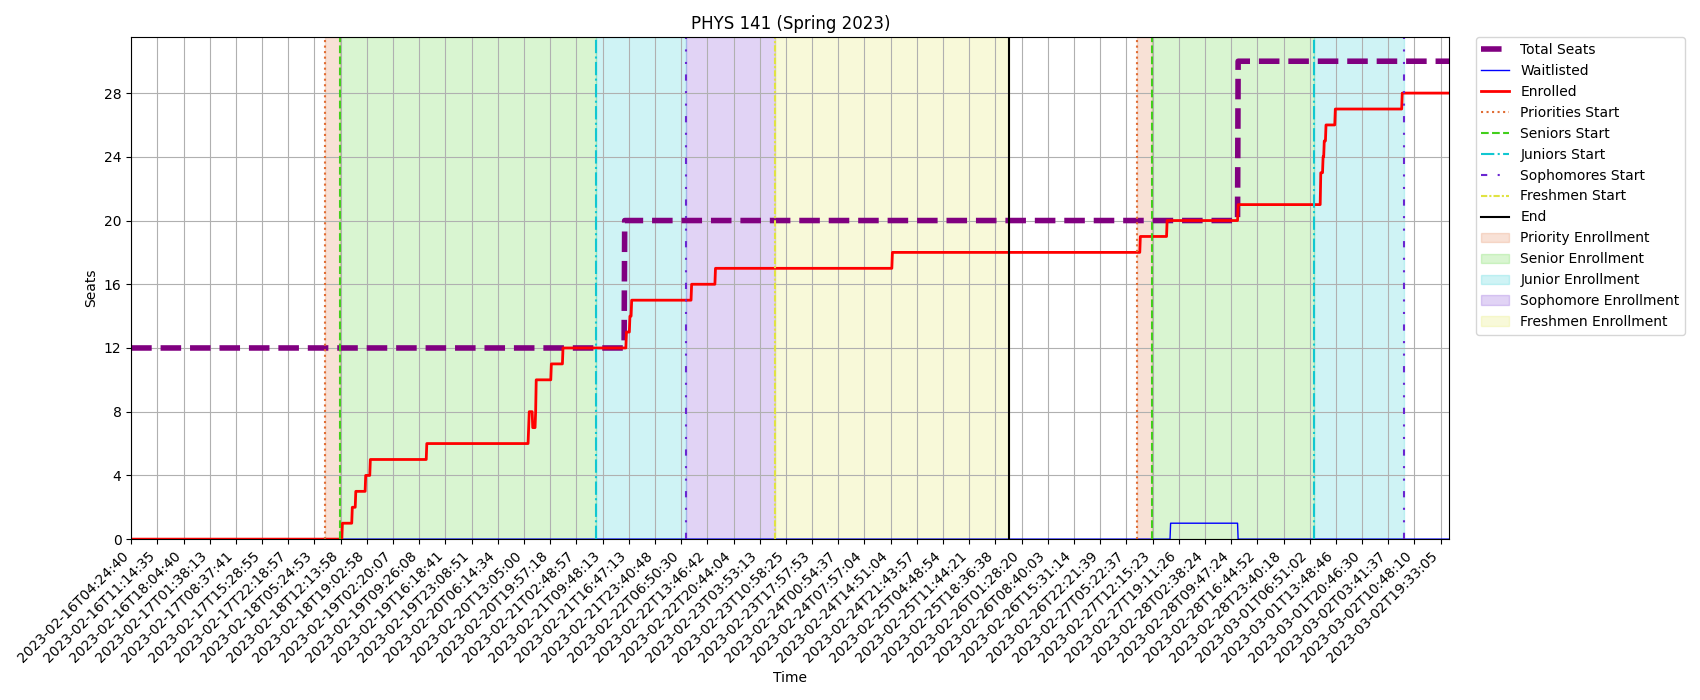 PHYS 141 (Spring 2023)
Seats
28
24
20
16
12
8
4
0
2023-02-16T04:24:40
2023-02-16T11:14:35
2023-02-16T18:04:40
2023-02-17T01:38:13
2023-02-17T08:37:41
2023-02-17T15:28:55
2023-02-17T22:18:57
2023-02-18T05:24:53
2023-02-18T12:13:58
2023-02-18T19:02:58
2023-02-19T02:20:07
2023-02-19T09:26:08
2023-02-19T16:18:41
2023-02-19T23:08:51
2023-02-20T06:14:34
2023-02-20T13:05:00
2023-02-20T19:57:18
2023-02-21T02:48:57
2023-02-21T09:48:13
2023-02-21T16:47:13
2023-02-21T23:40:48
2023-02-22T06:50:30
2023-02-22T13:46:42
2023-02-22T20:44:04
2023-02-23T03:53:13
2023-02-23T10:58:25
2023-02-23T17:57:53
2023-02-24T00:54:37
2023-02-24T07:57:04
2023-02-24T14:51:04
2023-02-24T21:43:57
2023-02-25T04:48:54
2023-02-25T11:44:21
2023-02-25T18:36:38
2023-02-26T01:28:20
2023-02-26T08:40:03
2023-02-26T15:31:14
2023-02-26T22:21:39
2023-02-27T05:22:37
2023-02-27T12:15:23
2023-02-27T19:11:26
2023-02-28T02:38:24
2023-02-28T09:47:24
2023-02-28T16:44:52
2023-02-28T23:40:18
2023-03-01T06:51:02
2023-03-01T13:48:46
2023-03-01T20:46:30
2023-03-02T03:41:37
2023-03-02T10:48:10
2023-03-02T19:33:05
Time
Total Seats
Waitlisted
Enrolled
Priorities Start
Seniors Start
Juniors Start
Sophomores Start
Freshmen Start
End
Priority Enrollment
Senior Enrollment
Junior Enrollment
Sophomore Enrollment
Freshmen Enrollment